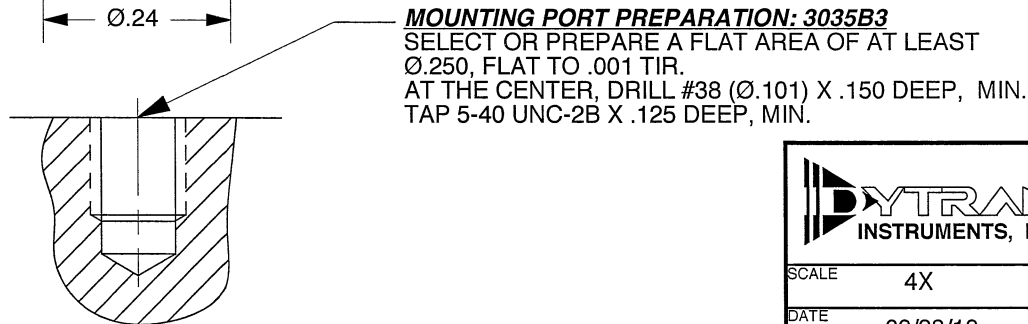 Ø.24
MOUNTING PORT PREPARATION: 3035B3
SELECT OR PREPARE A FLAT AREA OF AT LEAST
Ø.250, FLAT TO .001 TIR.
AT THE CENTER, DRILL #38 (Ø.101) X .150 DEEP, MIN.
TAP 5-40 UNC-2B X .125 DEEP, MIN.
INSTRUMENTS,
SCALE
4X
DATE